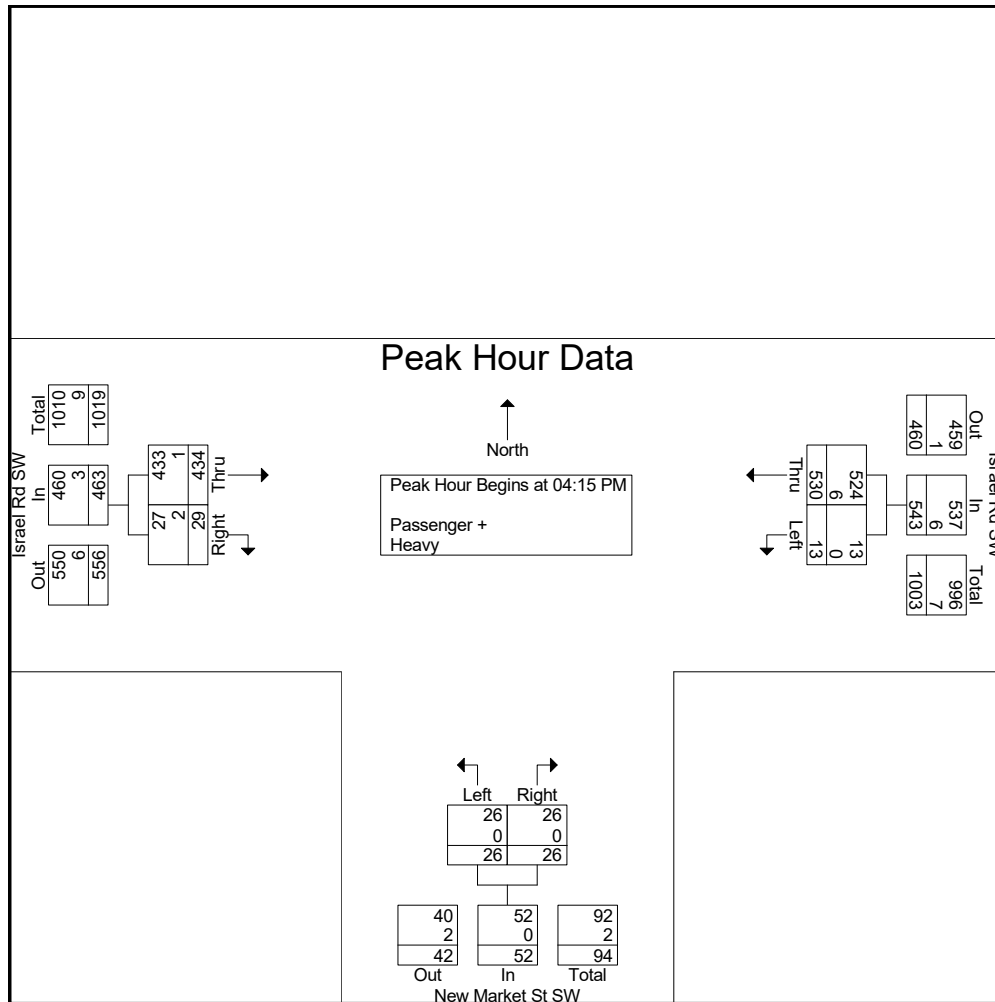 Peak Hour Data
North
Peak Hour Begins at 04:15 PM
Passenger +
Heavy
Israel Rd SW
Total
1010
9
1019
In
460
3
463
Out
550
6
556
Thru
433
1
434
Right
27
2
29
Thru
524
6
530
Left
13
0
13
Out
459
1
460
In
537
6
543
Total
996
7
1003
Israel Rd SW
Left Right
26 26
0 0
26 26
40 52 92
2 0 2
42 52 94
Out In Total
New Market St SW